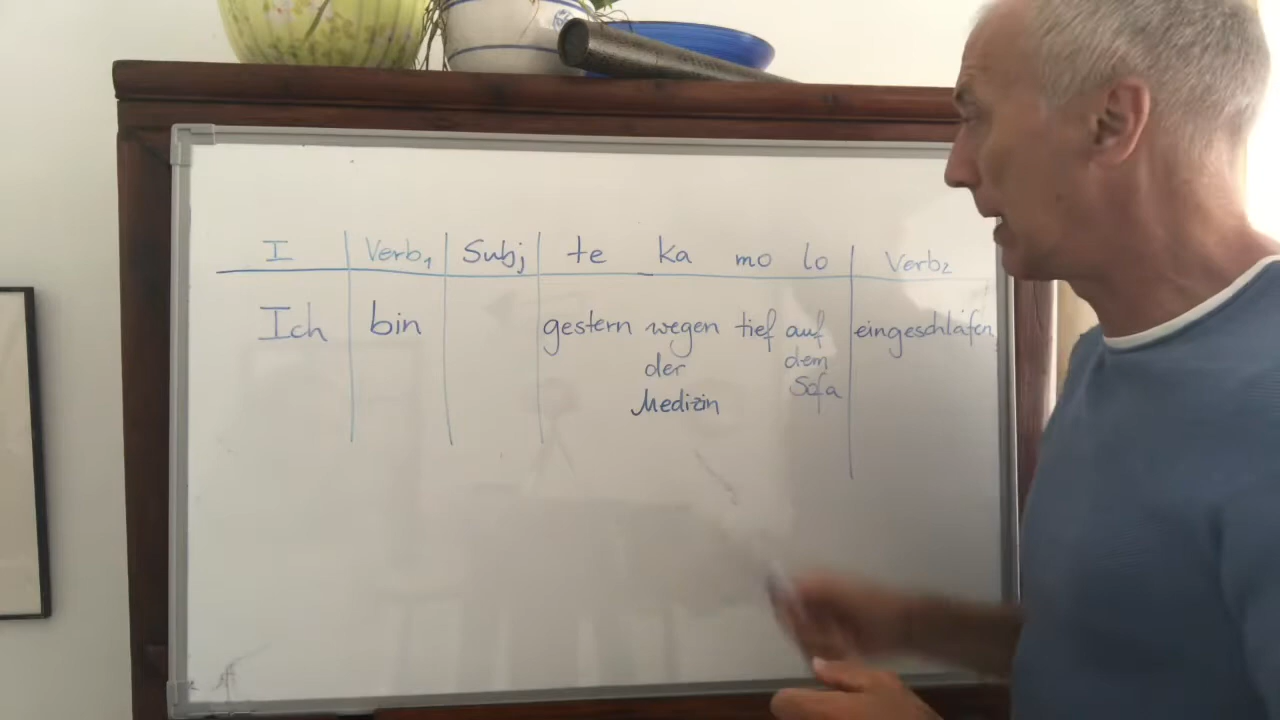 I Verb₁ Subj te ka mo lo Verb₂
Ich bin gestern wegen tief auf eingeschlafen
der dem
Medizin Sofa